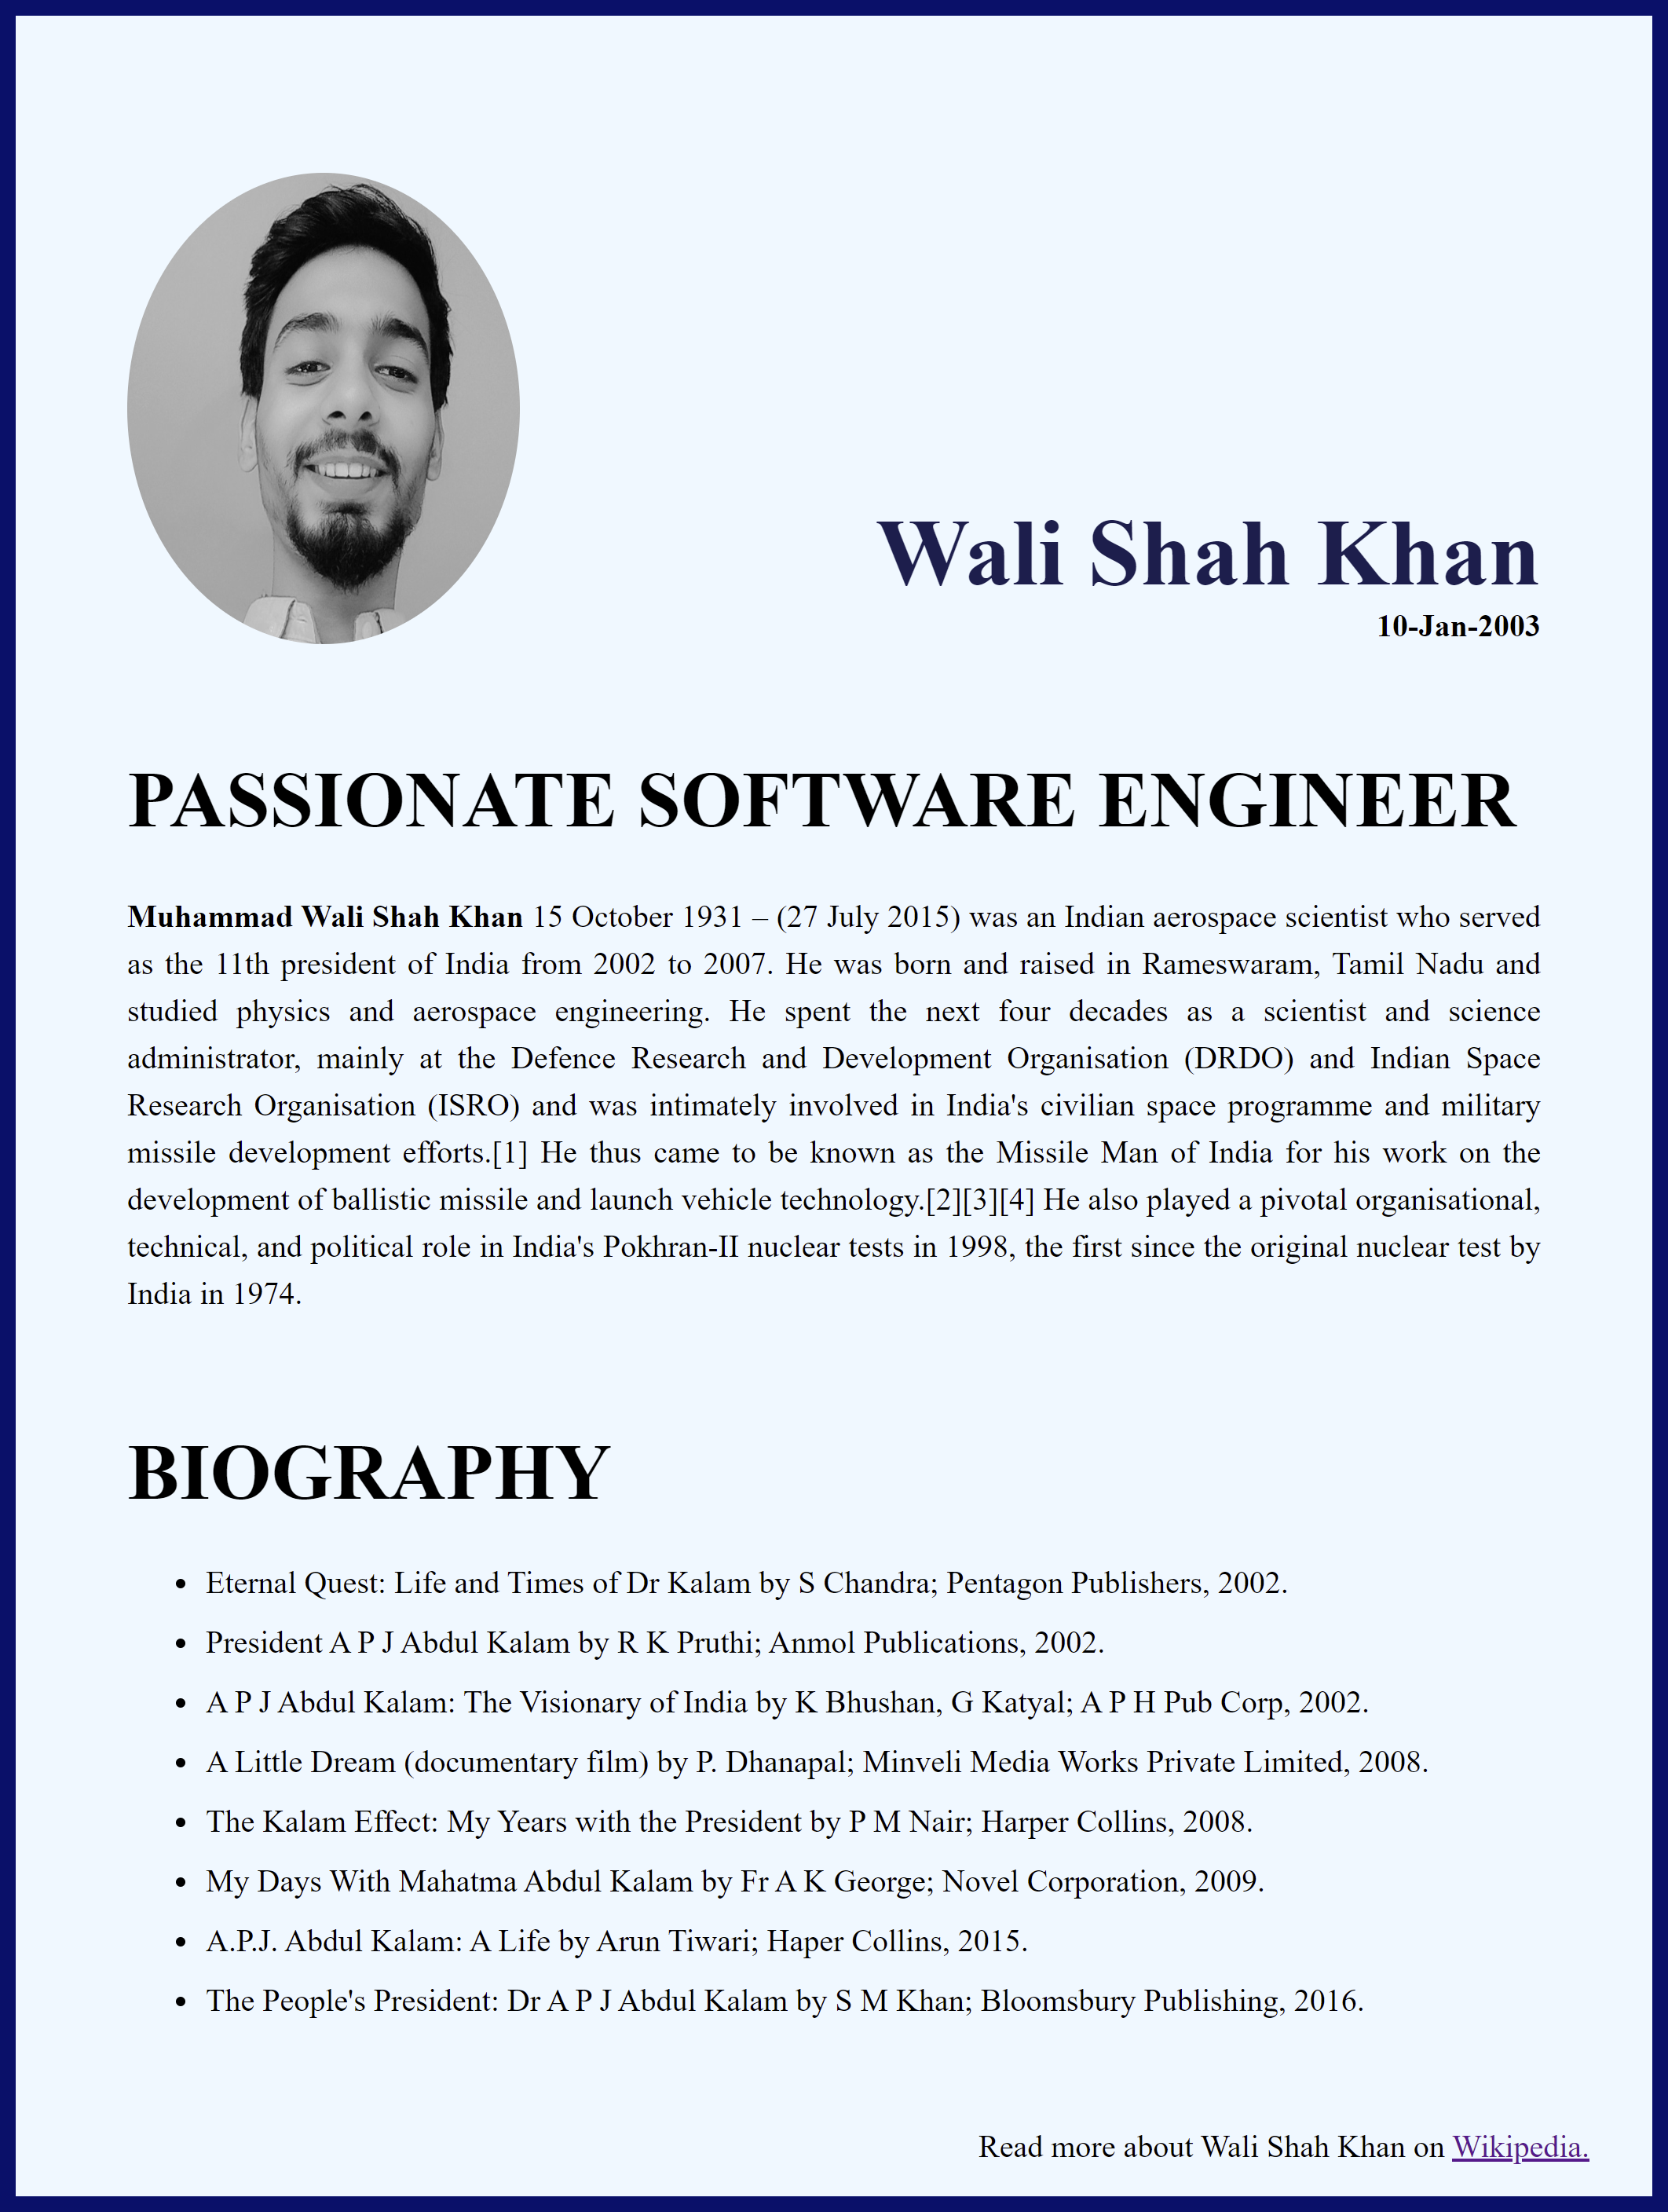 Wali Shah Khan
10-Jan-2003
PASSIONATE SOFTWARE ENGINEER
Muhammad Wali Shah Khan 15 October 1931 – (27 July 2015) was an Indian aerospace scientist who served
as the 11th president of India from 2002 to 2007. He was born and raised in Rameswaram, Tamil Nadu and
studied physics and aerospace engineering. He spent the next four decades as a scientist and science
administrator, mainly at the Defence Research and Development Organisation (DRDO) and Indian Space
Research Organisation (ISRO) and was intimately involved in India's civilian space programme and military
missile development efforts.[1] He thus came to be known as the Missile Man of India for his work on the
development of ballistic missile and launch vehicle technology.[2][3][4] He also played a pivotal organisational,
technical, and political role in India's Pokhran-II nuclear tests in 1998, the first since the original nuclear test by
India in 1974.
BIOGRAPHY
• Eternal Quest: Life and Times of Dr Kalam by S Chandra; Pentagon Publishers, 2002.
• President A P J Abdul Kalam by R K Pruthi; Anmol Publications, 2002.
• A P J Abdul Kalam: The Visionary of India by K Bhushan, G Katyal; A P H Pub Corp, 2002.
• A Little Dream (documentary film) by P. Dhanapal; Minveli Media Works Private Limited, 2008.
• The Kalam Effect: My Years with the President by P M Nair; Harper Collins, 2008.
• My Days With Mahatma Abdul Kalam by Fr A K George; Novel Corporation, 2009.
• A.P.J. Abdul Kalam: A Life by Arun Tiwari; Haper Collins, 2015.
• The People's President: Dr A P J Abdul Kalam by S M Khan; Bloomsbury Publishing, 2016.
Read more about Wali Shah Khan on Wikipedia.